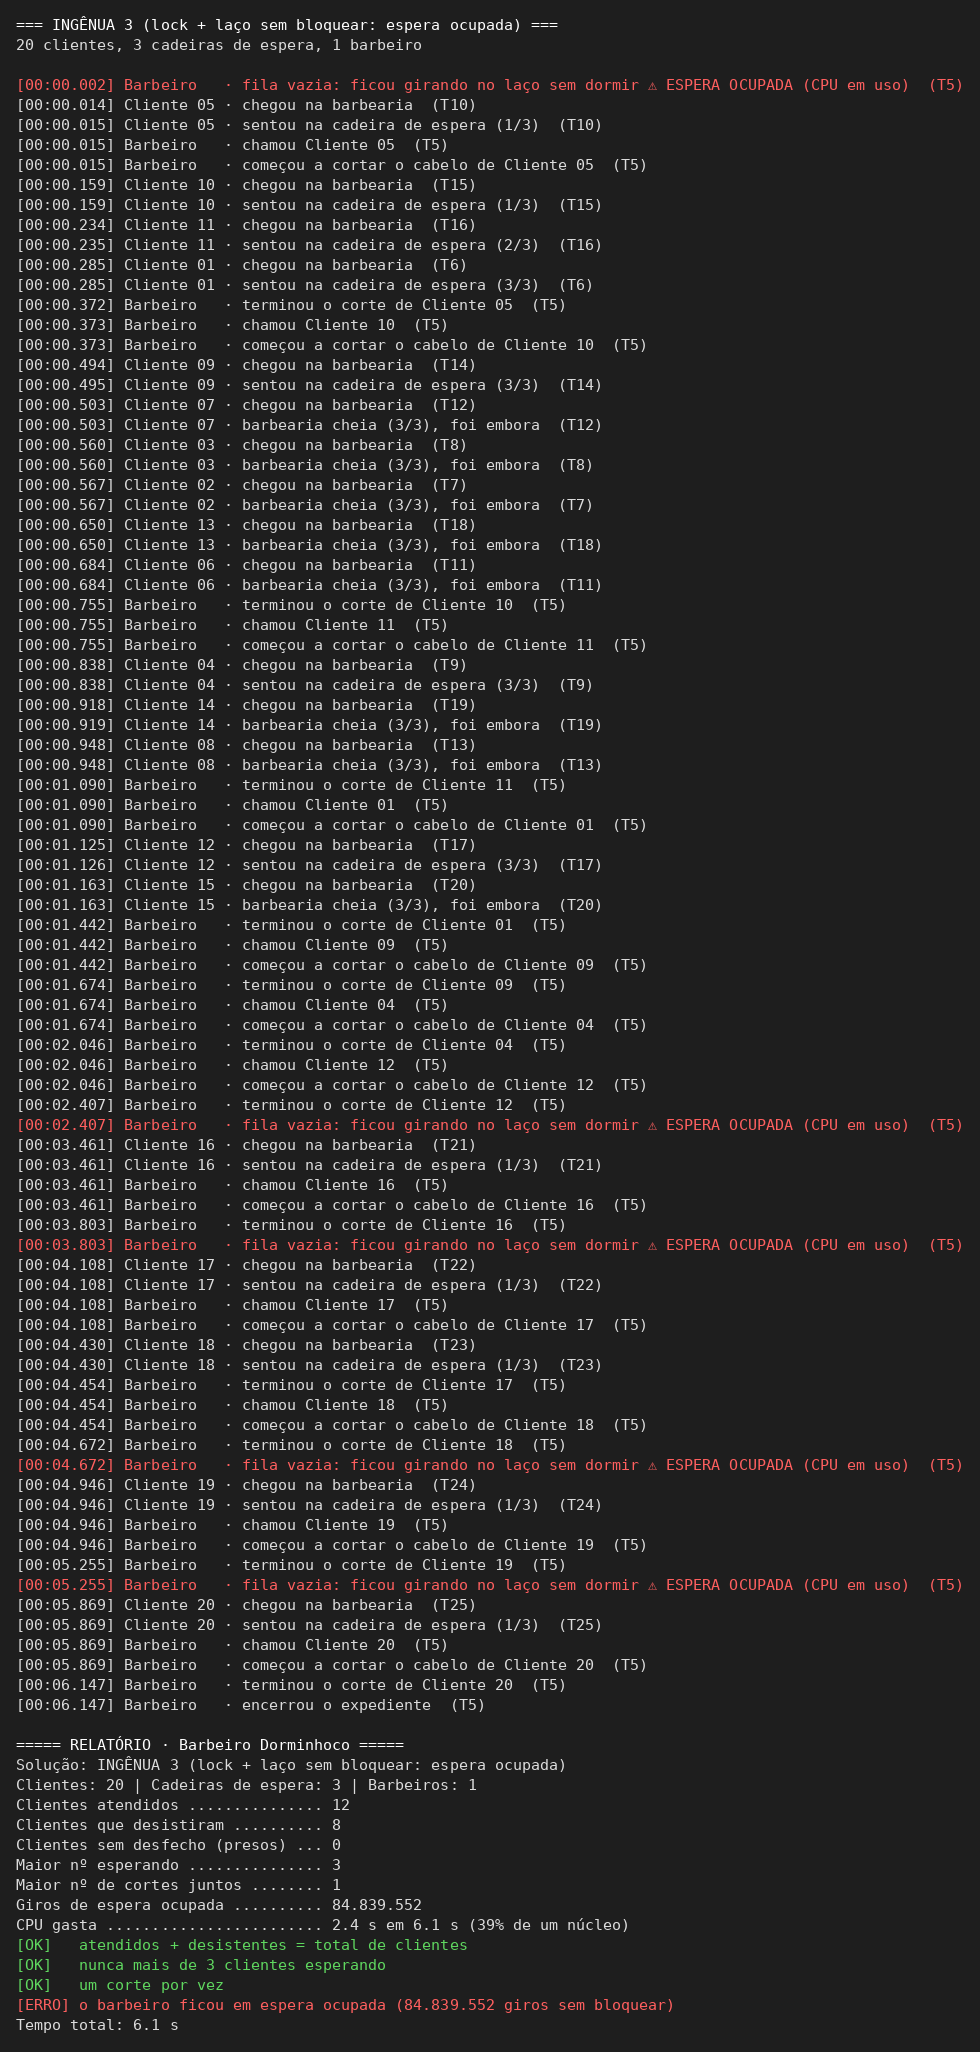 === INGÊNUA 3 (lock + laço sem bloquear: espera ocupada) ===
20 clientes, 3 cadeiras de espera, 1 barbeiro
[00:00.002] Barbeiro   · fila vazia: ficou girando no laço sem dormir ⚠ ESPERA OCUPADA (CPU em uso)  (T5)
[00:00.014] Cliente 05 · chegou na barbearia  (T10)
[00:00.015] Cliente 05 · sentou na cadeira de espera (1/3)  (T10)
[00:00.015] Barbeiro   · chamou Cliente 05  (T5)
[00:00.015] Barbeiro   · começou a cortar o cabelo de Cliente 05  (T5)
[00:00.159] Cliente 10 · chegou na barbearia  (T15)
[00:00.159] Cliente 10 · sentou na cadeira de espera (1/3)  (T15)
[00:00.234] Cliente 11 · chegou na barbearia  (T16)
[00:00.235] Cliente 11 · sentou na cadeira de espera (2/3)  (T16)
[00:00.285] Cliente 01 · chegou na barbearia  (T6)
[00:00.285] Cliente 01 · sentou na cadeira de espera (3/3)  (T6)
[00:00.372] Barbeiro   · terminou o corte de Cliente 05  (T5)
[00:00.373] Barbeiro   · chamou Cliente 10  (T5)
[00:00.373] Barbeiro   · começou a cortar o cabelo de Cliente 10  (T5)
[00:00.494] Cliente 09 · chegou na barbearia  (T14)
[00:00.495] Cliente 09 · sentou na cadeira de espera (3/3)  (T14)
[00:00.503] Cliente 07 · chegou na barbearia  (T12)
[00:00.503] Cliente 07 · barbearia cheia (3/3), foi embora  (T12)
[00:00.560] Cliente 03 · chegou na barbearia  (T8)
[00:00.560] Cliente 03 · barbearia cheia (3/3), foi embora  (T8)
[00:00.567] Cliente 02 · chegou na barbearia  (T7)
[00:00.567] Cliente 02 · barbearia cheia (3/3), foi embora  (T7)
[00:00.650] Cliente 13 · chegou na barbearia  (T18)
[00:00.650] Cliente 13 · barbearia cheia (3/3), foi embora  (T18)
[00:00.684] Cliente 06 · chegou na barbearia  (T11)
[00:00.684] Cliente 06 · barbearia cheia (3/3), foi embora  (T11)
[00:00.755] Barbeiro   · terminou o corte de Cliente 10  (T5)
[00:00.755] Barbeiro   · chamou Cliente 11  (T5)
[00:00.755] Barbeiro   · começou a cortar o cabelo de Cliente 11  (T5)
[00:00.838] Cliente 04 · chegou na barbearia  (T9)
[00:00.838] Cliente 04 · sentou na cadeira de espera (3/3)  (T9)
[00:00.918] Cliente 14 · chegou na barbearia  (T19)
[00:00.919] Cliente 14 · barbearia cheia (3/3), foi embora  (T19)
[00:00.948] Cliente 08 · chegou na barbearia  (T13)
[00:00.948] Cliente 08 · barbearia cheia (3/3), foi embora  (T13)
[00:01.090] Barbeiro   · terminou o corte de Cliente 11  (T5)
[00:01.090] Barbeiro   · chamou Cliente 01  (T5)
[00:01.090] Barbeiro   · começou a cortar o cabelo de Cliente 01  (T5)
[00:01.125] Cliente 12 · chegou na barbearia  (T17)
[00:01.126] Cliente 12 · sentou na cadeira de espera (3/3)  (T17)
[00:01.163] Cliente 15 · chegou na barbearia  (T20)
[00:01.163] Cliente 15 · barbearia cheia (3/3), foi embora  (T20)
[00:01.442] Barbeiro   · terminou o corte de Cliente 01  (T5)
[00:01.442] Barbeiro   · chamou Cliente 09  (T5)
[00:01.442] Barbeiro   · começou a cortar o cabelo de Cliente 09  (T5)
[00:01.674] Barbeiro   · terminou o corte de Cliente 09  (T5)
[00:01.674] Barbeiro   · chamou Cliente 04  (T5)
[00:01.674] Barbeiro   · começou a cortar o cabelo de Cliente 04  (T5)
[00:02.046] Barbeiro   · terminou o corte de Cliente 04  (T5)
[00:02.046] Barbeiro   · chamou Cliente 12  (T5)
[00:02.046] Barbeiro   · começou a cortar o cabelo de Cliente 12  (T5)
[00:02.407] Barbeiro   · terminou o corte de Cliente 12  (T5)
[00:02.407] Barbeiro   · fila vazia: ficou girando no laço sem dormir ⚠ ESPERA OCUPADA (CPU em uso)  (T5)
[00:03.461] Cliente 16 · chegou na barbearia  (T21)
[00:03.461] Cliente 16 · sentou na cadeira de espera (1/3)  (T21)
[00:03.461] Barbeiro   · chamou Cliente 16  (T5)
[00:03.461] Barbeiro   · começou a cortar o cabelo de Cliente 16  (T5)
[00:03.803] Barbeiro   · terminou o corte de Cliente 16  (T5)
[00:03.803] Barbeiro   · fila vazia: ficou girando no laço sem dormir ⚠ ESPERA OCUPADA (CPU em uso)  (T5)
[00:04.108] Cliente 17 · chegou na barbearia  (T22)
[00:04.108] Cliente 17 · sentou na cadeira de espera (1/3)  (T22)
[00:04.108] Barbeiro   · chamou Cliente 17  (T5)
[00:04.108] Barbeiro   · começou a cortar o cabelo de Cliente 17  (T5)
[00:04.430] Cliente 18 · chegou na barbearia  (T23)
[00:04.430] Cliente 18 · sentou na cadeira de espera (1/3)  (T23)
[00:04.454] Barbeiro   · terminou o corte de Cliente 17  (T5)
[00:04.454] Barbeiro   · chamou Cliente 18  (T5)
[00:04.454] Barbeiro   · começou a cortar o cabelo de Cliente 18  (T5)
[00:04.672] Barbeiro   · terminou o corte de Cliente 18  (T5)
[00:04.672] Barbeiro   · fila vazia: ficou girando no laço sem dormir ⚠ ESPERA OCUPADA (CPU em uso)  (T5)
[00:04.946] Cliente 19 · chegou na barbearia  (T24)
[00:04.946] Cliente 19 · sentou na cadeira de espera (1/3)  (T24)
[00:04.946] Barbeiro   · chamou Cliente 19  (T5)
[00:04.946] Barbeiro   · começou a cortar o cabelo de Cliente 19  (T5)
[00:05.255] Barbeiro   · terminou o corte de Cliente 19  (T5)
[00:05.255] Barbeiro   · fila vazia: ficou girando no laço sem dormir ⚠ ESPERA OCUPADA (CPU em uso)  (T5)
[00:05.869] Cliente 20 · chegou na barbearia  (T25)
[00:05.869] Cliente 20 · sentou na cadeira de espera (1/3)  (T25)
[00:05.869] Barbeiro   · chamou Cliente 20  (T5)
[00:05.869] Barbeiro   · começou a cortar o cabelo de Cliente 20  (T5)
[00:06.147] Barbeiro   · terminou o corte de Cliente 20  (T5)
[00:06.147] Barbeiro   · encerrou o expediente  (T5)
===== RELATÓRIO · Barbeiro Dorminhoco =====
Solução: INGÊNUA 3 (lock + laço sem bloquear: espera ocupada)
Clientes: 20 | Cadeiras de espera: 3 | Barbeiros: 1
Clientes atendidos ............... 12
Clientes que desistiram .......... 8
Clientes sem desfecho (presos) ... 0
Maior nº esperando ............... 3
Maior nº de cortes juntos ........ 1
Giros de espera ocupada .......... 84.839.552
CPU gasta ........................ 2.4 s em 6.1 s (39% de um núcleo)
[OK]   atendidos + desistentes = total de clientes
[OK]   nunca mais de 3 clientes esperando
[OK]   um corte por vez
[ERRO] o barbeiro ficou em espera ocupada (84.839.552 giros sem bloquear)
Tempo total: 6.1 s